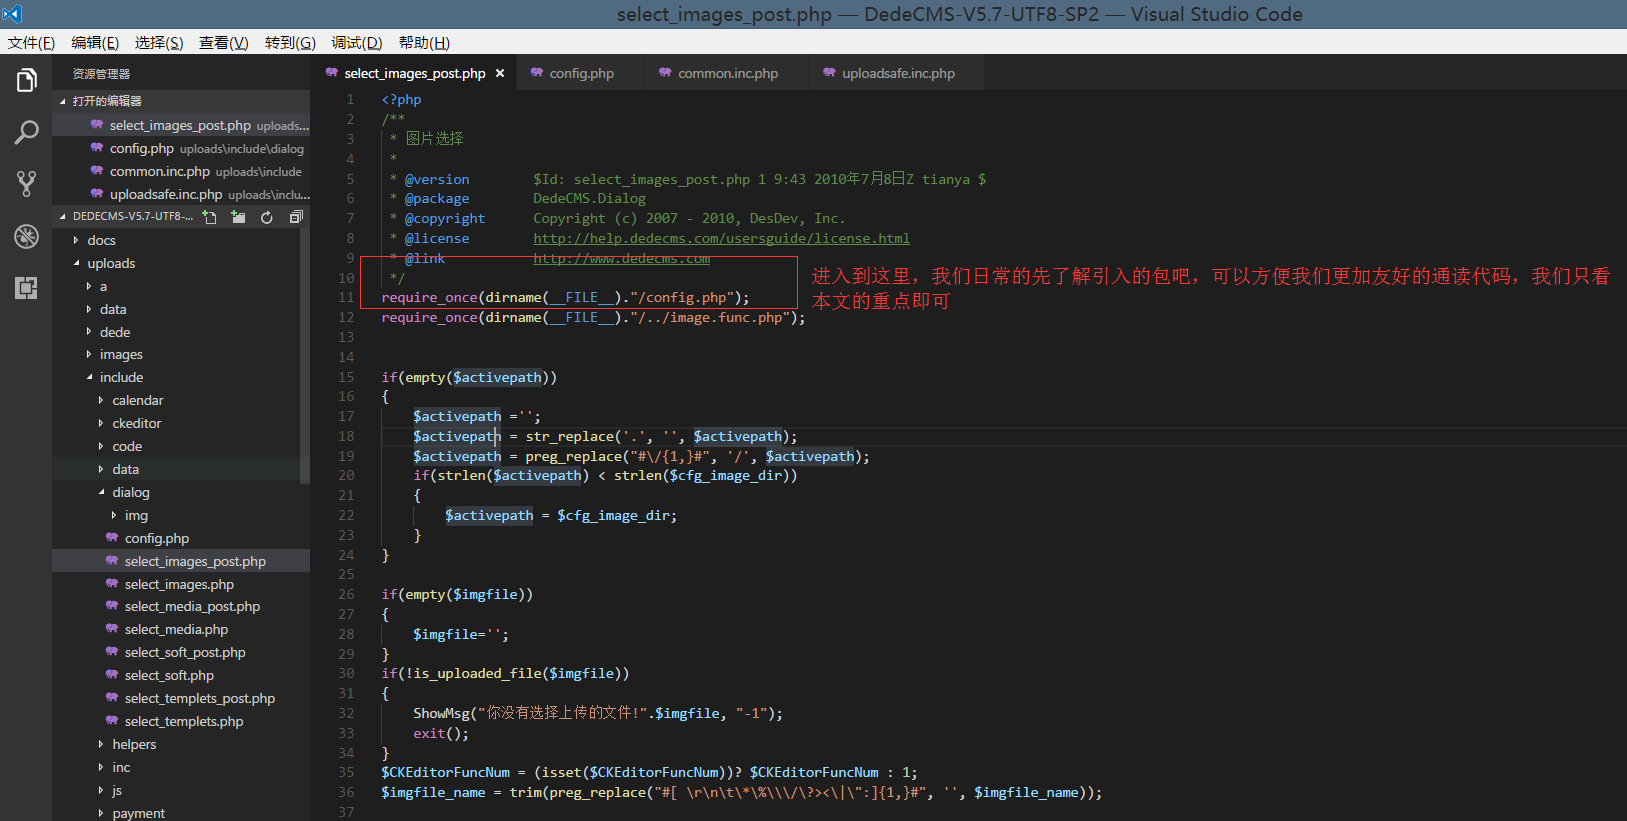 select_images_post.php — DedeCMS-V5.7-UTF8-SP2 — Visual Studio Code
文件(F) 编辑(E) 选择(S) 查看(V) 转到(G) 调试(D) 帮助(H)
资源管理器
打开的编辑器
select_images_post.php uploads...
config.php uploads\include\dialog
common.inc.php uploads\include
uploadsafe.inc.php uploads\inclu...
DEDECMS-V5.7-UTF8-...
docs
uploads
a
data
dede
images
include
calendar
ckeditor
code
data
dialog
img
config.php
select_images_post.php
select_images.php
select_media_post.php
select_media.php
select_soft_post.php
select_soft.php
select_templets_post.php
select_templets.php
helpers
inc
js
payment
select_images_post.php config.php common.inc.php uploadsafe.inc.php
1 <?php
2 /**
3 * 图片选择
4 *
5 * @version $Id: select_images_post.php 1 9:43 2010年7月8日Z tianya $
6 * @package DedeCMS.Dialog
7 * @copyright Copyright (c) 2007 - 2010, DesDev, Inc.
8 * @license http://help.dedecms.com/usersguide/license.html
9 * @link http://www.dedecms.com
10 */
11 require_once(dirname(__FILE__)."/config.php");
12 require_once(dirname(__FILE__)."/../image.func.php");
13
14
15 if(empty($activepath))
16 {
17 $activepath ='';
18 $activepath = str_replace('.', '', $activepath);
19 $activepath = preg_replace("#\/{1,}#", '/', $activepath);
20 if(strlen($activepath) < strlen($cfg_image_dir))
21 {
22 $activepath = $cfg_image_dir;
23 }
24 }
25
26 if(empty($imgfile))
27 {
28 $imgfile='';
29 }
30 if(!is_uploaded_file($imgfile))
31 {
32 ShowMsg("你没有选择上传的文件!".$imgfile, "-1");
33 exit();
34 }
35 $CKEditorFuncNum = (isset($CKEditorFuncNum))? $CKEditorFuncNum : 1;
36 $imgfile_name = trim(preg_replace("#[ \r\n\t\*\%\\\/\?><\|\":]{1,}#", '', $imgfile_name));
37
进入到这里，我们日常的先了解引入的包吧，可以方便我们更加友好的通读代码，我们只看
本文的重点即可